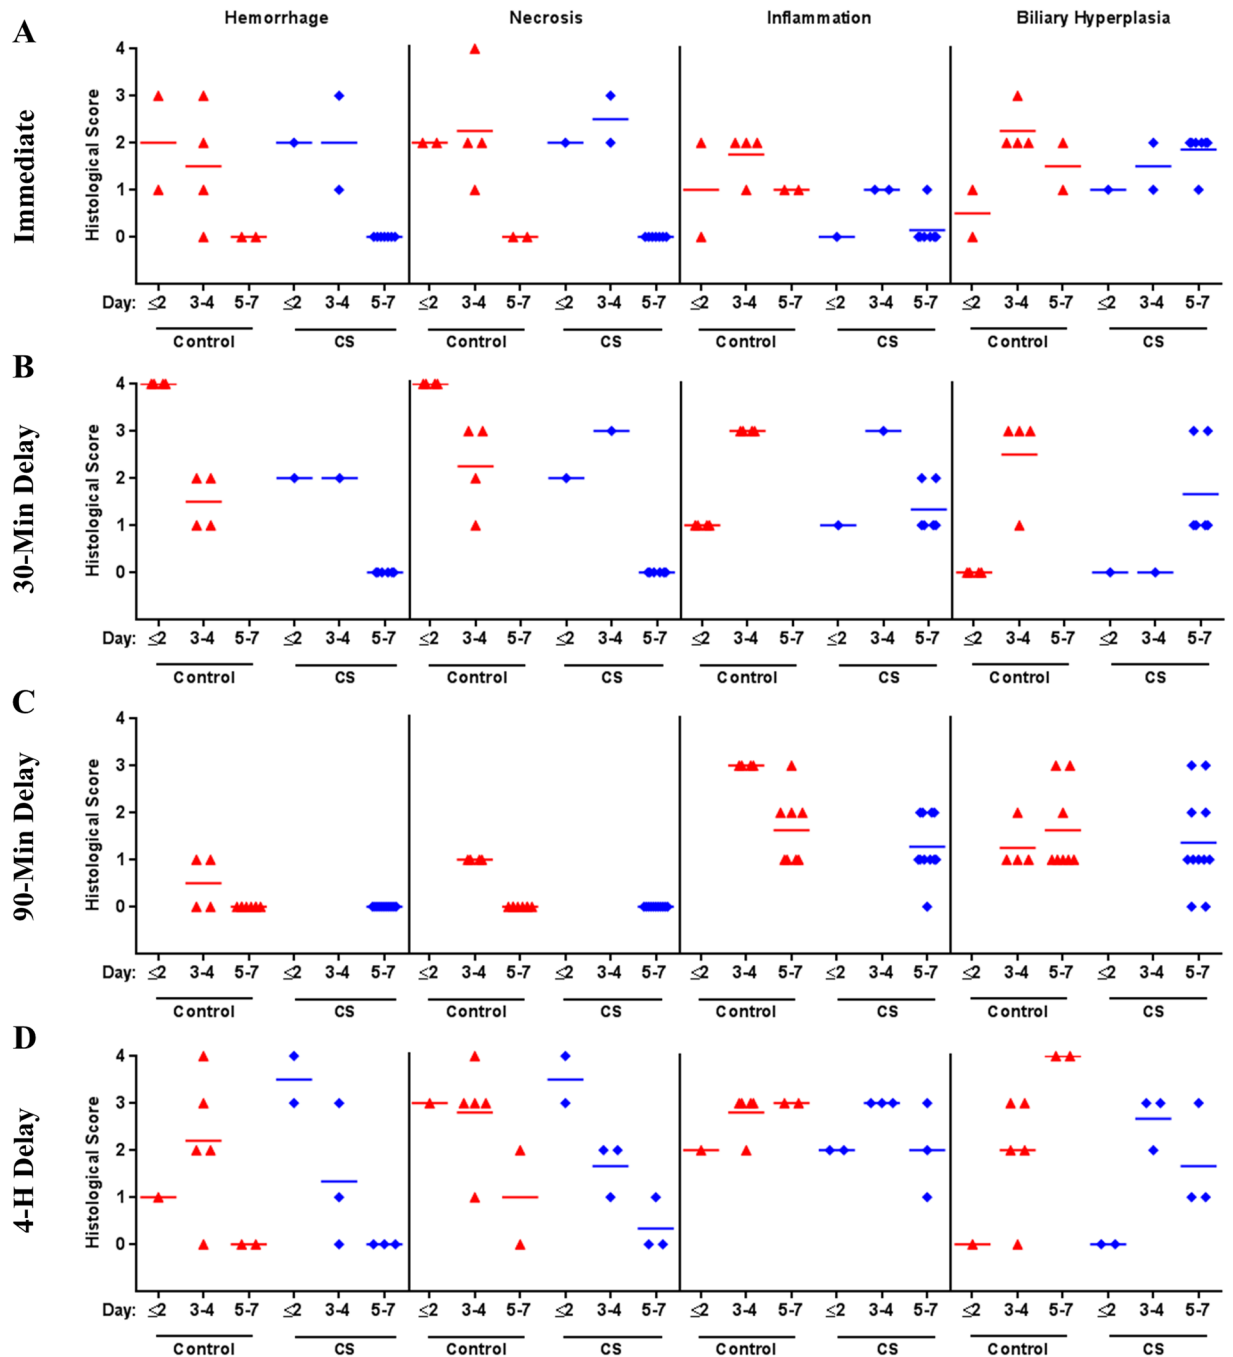 A
Hemorrhage Necrosis Inflammation Biliary Hyperplasia
Immediate
Histological Score
4
3
2
1
0
Day: ≤2 3-4 5-7 ≤2 3-4 5-7 ≤2 3-4 5-7 ≤2 3-4 5-7 ≤2 3-4 5-7 ≤2 3-4 5-7 ≤2 3-4 5-7 ≤2 3-4 5-7
Control CS Control CS Control CS Control CS
B
30-Min Delay
Histological Score
4
3
2
1
0
Day: ≤2 3-4 5-7 ≤2 3-4 5-7 ≤2 3-4 5-7 ≤2 3-4 5-7 ≤2 3-4 5-7 ≤2 3-4 5-7 ≤2 3-4 5-7 ≤2 3-4 5-7
Control CS Control CS Control CS Control CS
C
90-Min Delay
Histological Score
4
3
2
1
0
Day: ≤2 3-4 5-7 ≤2 3-4 5-7 ≤2 3-4 5-7 ≤2 3-4 5-7 ≤2 3-4 5-7 ≤2 3-4 5-7 ≤2 3-4 5-7 ≤2 3-4 5-7
Control CS Control CS Control CS Control CS
D
4-H Delay
Histological Score
4
3
2
1
0
Day: ≤2 3-4 5-7 ≤2 3-4 5-7 ≤2 3-4 5-7 ≤2 3-4 5-7 ≤2 3-4 5-7 ≤2 3-4 5-7 ≤2 3-4 5-7 ≤2 3-4 5-7
Control CS Control CS Control CS Control CS